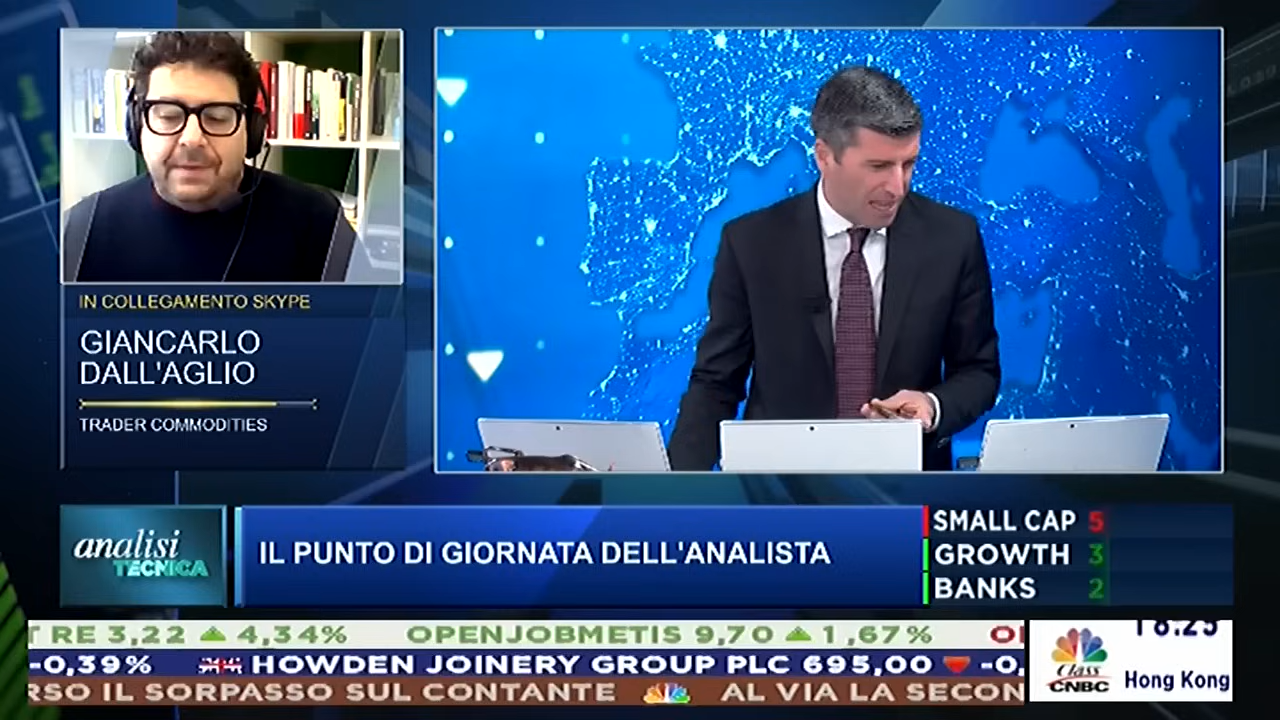 IN COLLEGAMENTO SKYPE
GIANCARLO
DALL'AGLIO
TRADER COMMODITIES
analisi
TECNICA
IL PUNTO DI GIORNATA DELL'ANALISTA
SMALL CAP 5
GROWTH 3
BANKS 2
T RE 3,22 4,34% OPENJOBMETIS 9,70 1,67%
-0,39% HOWDEN JOINERY GROUP PLC 695,00 -0,
RSO IL SORPASSO SUL CONTANTE AL VIA LA SECON
Class
CNBC
Hong Kong